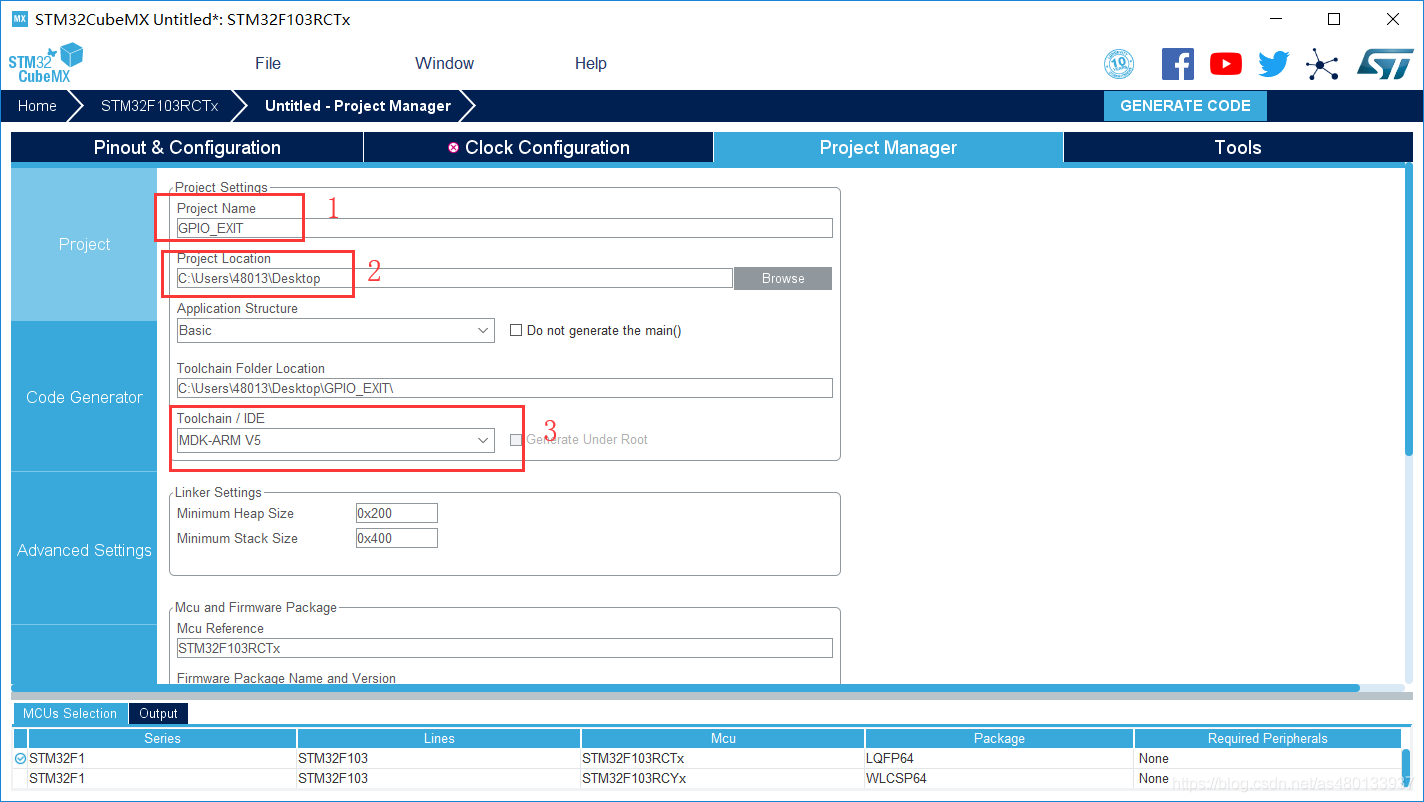 MX STM32CubeMX Untitled*: STM32F103RCTx
STM32 CubeMX
File Window Help
10
ST
Home STM32F103RCTx Untitled - Project Manager GENERATE CODE
Pinout & Configuration Clock Configuration Project Manager Tools
Project
Code Generator
Advanced Settings
Project Settings
Project Name
1
GPIO_EXIT
Project Location
2
C:\Users\48013\Desktop Browse
Application Structure
Basic Do not generate the main()
Toolchain Folder Location
C:\Users\48013\Desktop\GPIO_EXIT\
Toolchain / IDE
3
MDK-ARM V5 Generate Under Root
Linker Settings
Minimum Heap Size 0x200
Minimum Stack Size 0x400
Mcu and Firmware Package
Mcu Reference
STM32F103RCTx
Firmware Package Name and Version
MCUs Selection Output
Series Lines Mcu Package Required Peripherals
STM32F1 STM32F103 STM32F103RCTx LQFP64 None
STM32F1 STM32F103 STM32F103RCYx WLCSP64 None
https://blog.csdn.net/as480133937